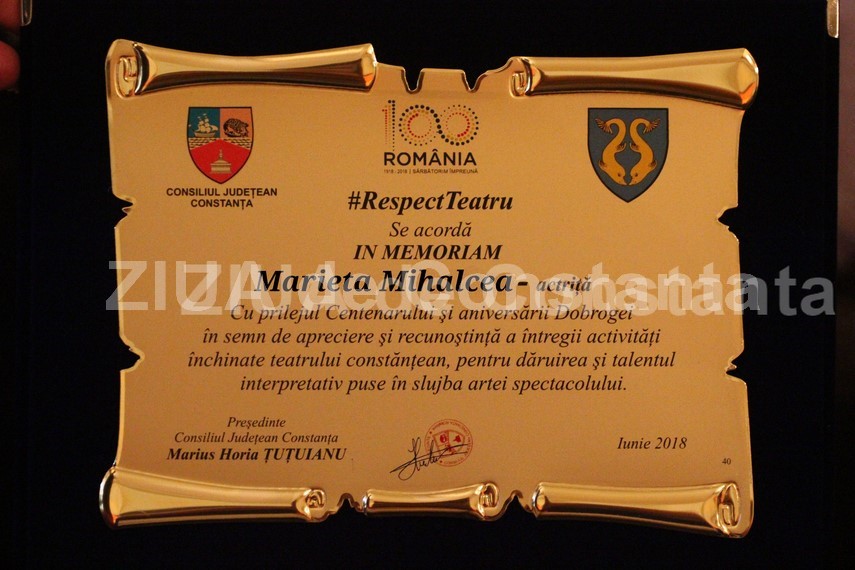 100
ROMÂNIA
1918 - 2018 | SĂRBĂTORIM ÎMPREUNĂ
CONSILIUL JUDEȚEAN
CONSTANȚA
#RespectTeatru
Se acordă
IN MEMORIAM
Marieta Mihalcea- actriță
Cu prilejul Centenarului și aniversării Dobrogei
în semn de apreciere și recunoștință a întregii activități
închinate teatrului constănțean, pentru dăruirea și talentul
interpretativ puse în slujba artei spectacolului.
Președinte
Consiliul Județean Constanța
Marius Horia ȚUȚUIANU
Iunie 2018
40